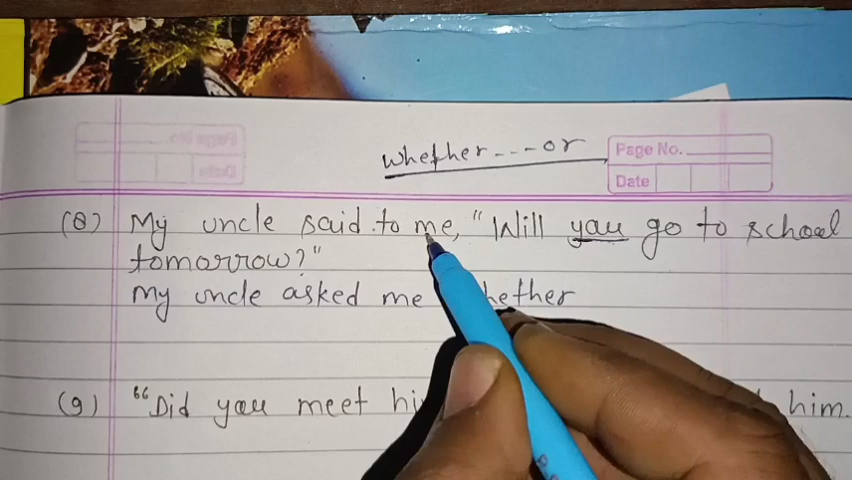 whether ---- or
Page No.
Date
(8) My uncle said to me, "Will you go to school
tomorrow?"
My uncle asked me whether
(9) "Did you meet him.